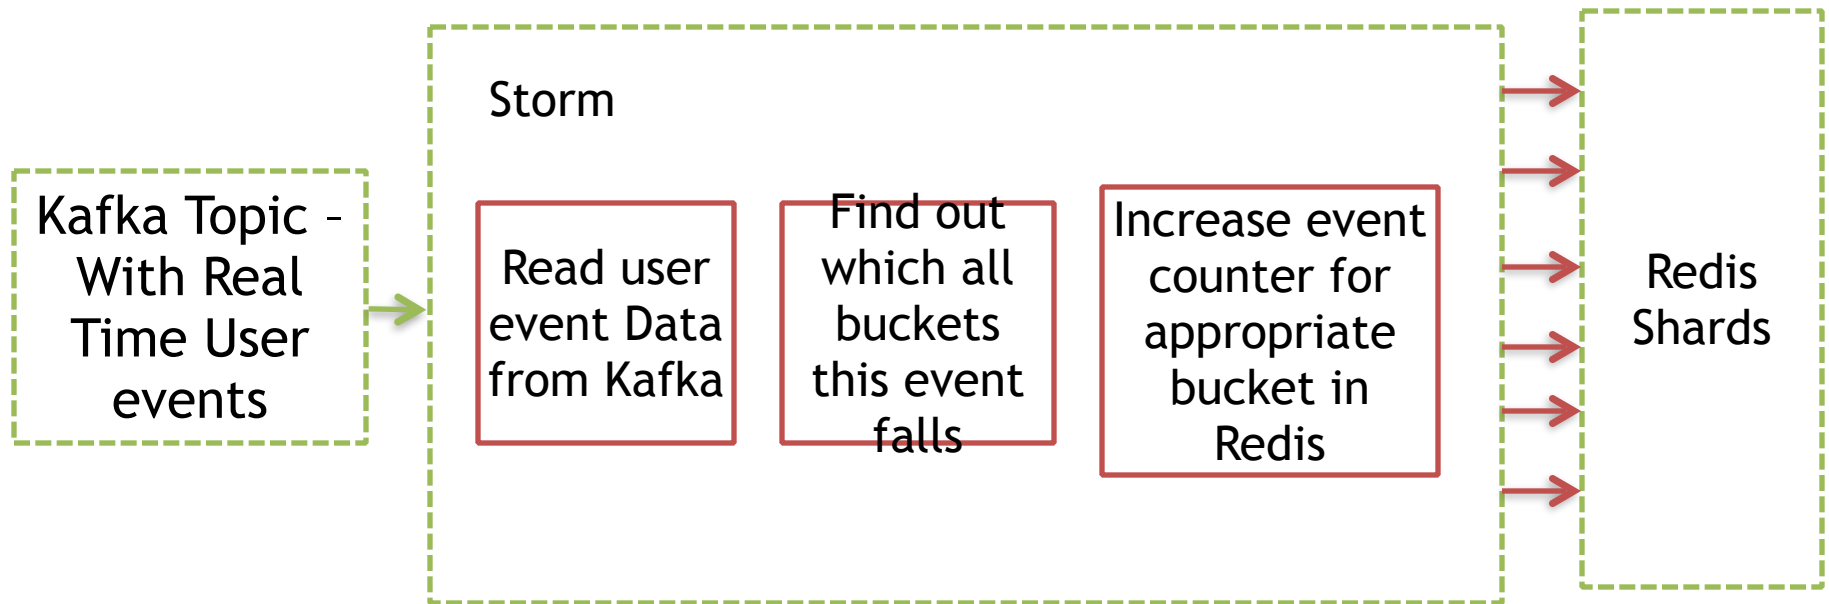 Storm
Kafka Topic –
With Real
Time User
events
Read user
event Data
from Kafka
Find out
which all
buckets
this event
falls
Increase event
counter for
appropriate
bucket in
Redis
Redis
Shards